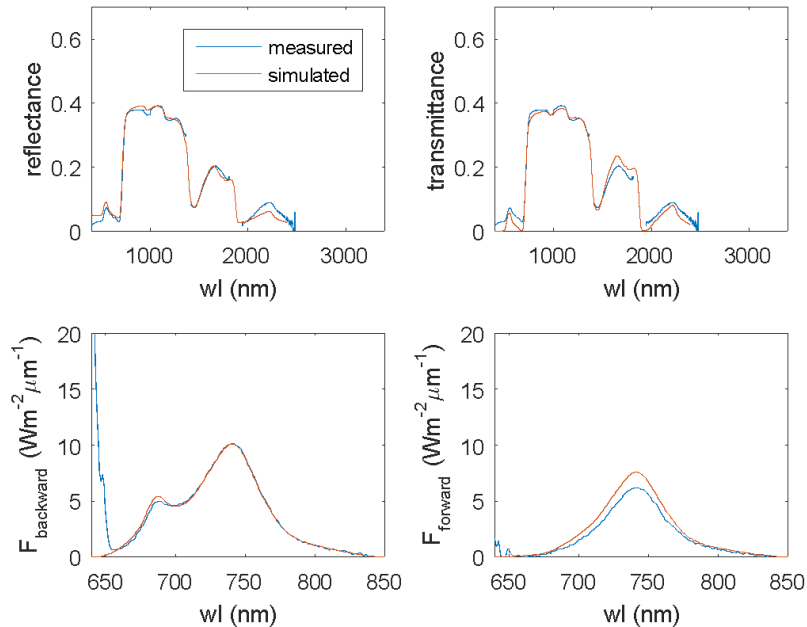 0.6
0.4
0.2
0
reflectance
measured
simulated
1000 2000 3000
wl (nm)
0.6
0.4
0.2
0
transmittance
1000 2000 3000
wl (nm)
20
15
10
5
0
F_backward (Wm^-2 μm^-1)
650 700 750 800 850
wl (nm)
20
15
10
5
0
F_forward (Wm^-2 μm^-1)
650 700 750 800 850
wl (nm)